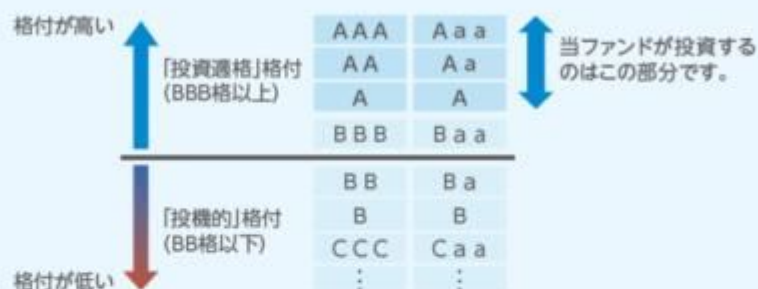 格付が高い
AAA Aaa
AA Aa
A A
BBB Baa
「投資適格」格付
(BBB格以上)
当ファンドが投資する
のはこの部分です。
BB Ba
B B
CCC Caa
⋮ ⋮
「投機的」格付
(BB格以下)
格付が低い